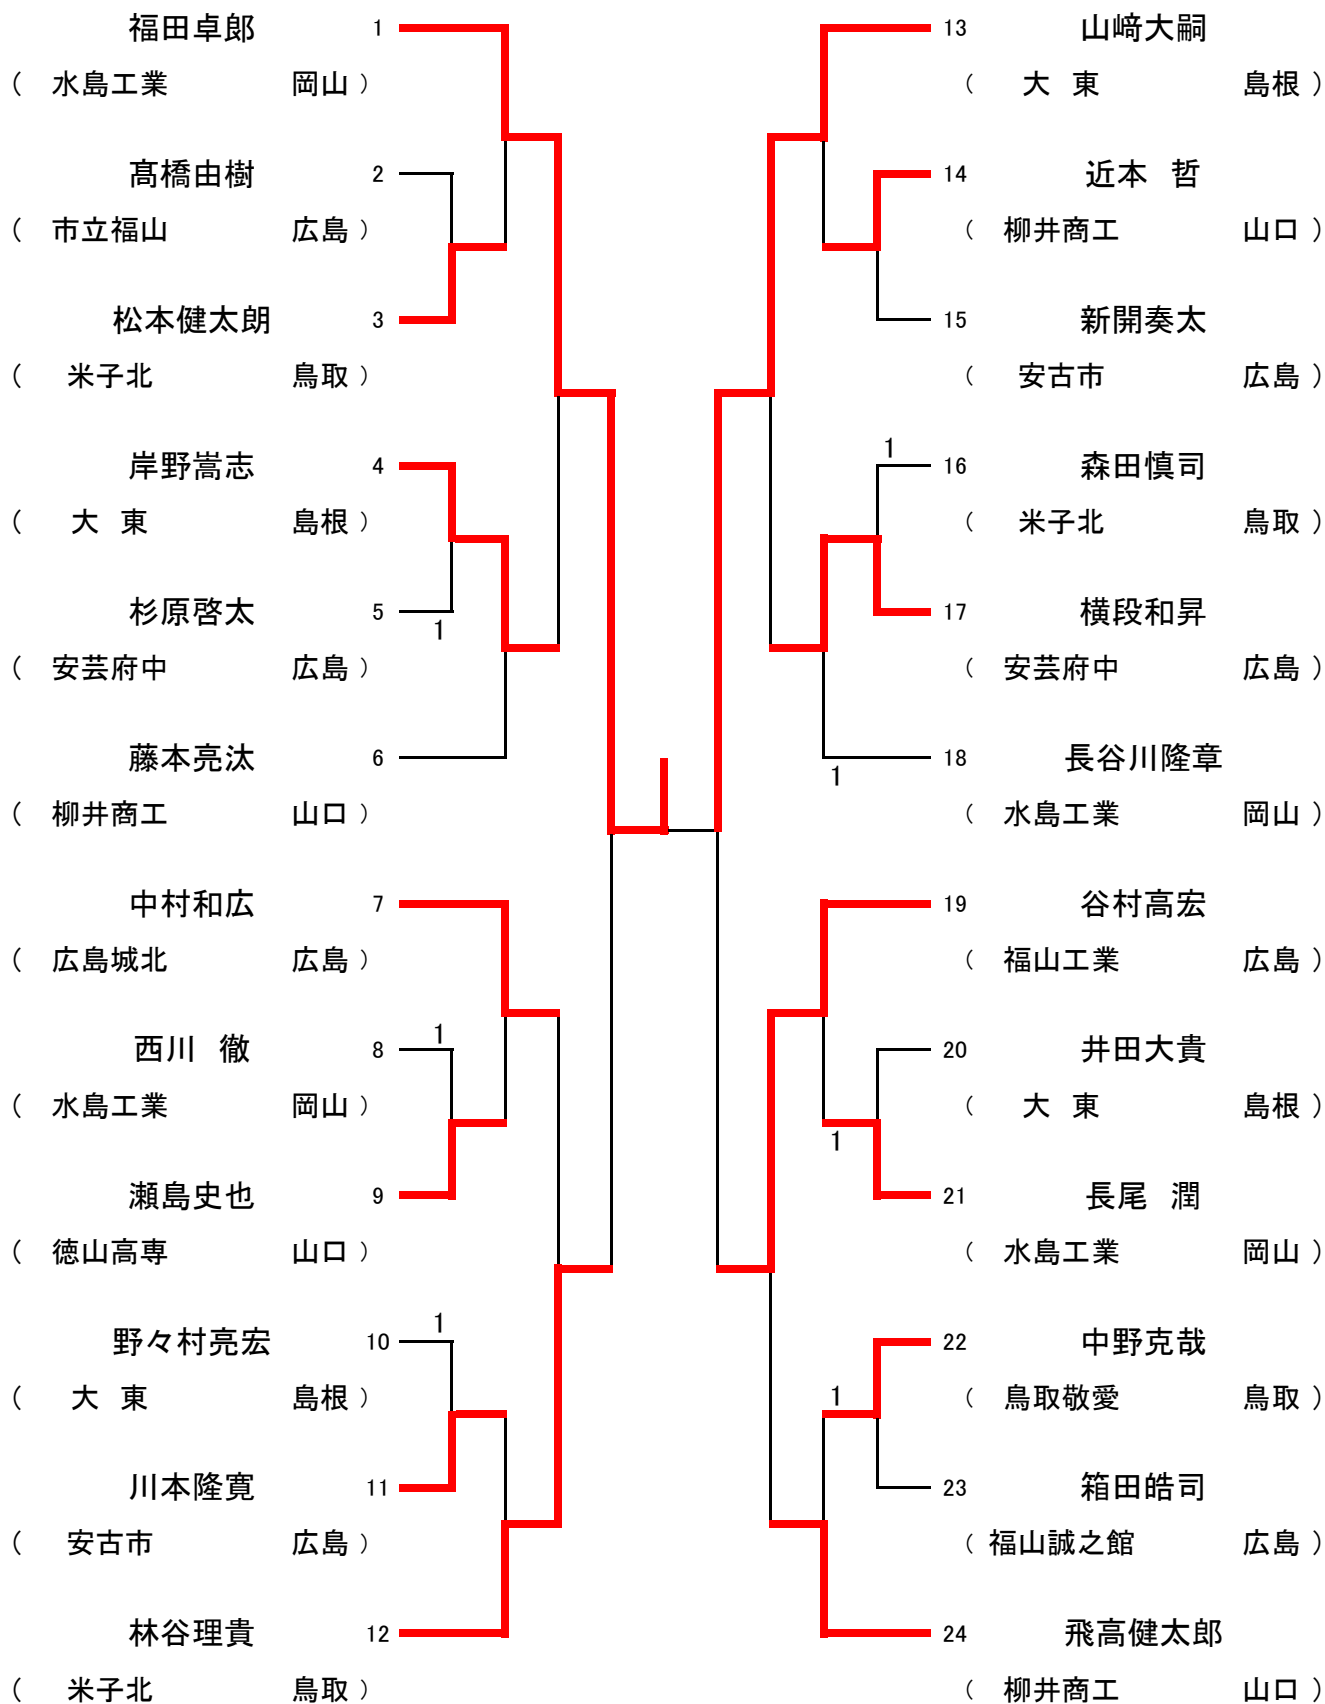 福田卓郎 1
( 水島工業 岡山 )
髙橋由樹 2
( 市立福山 広島 )
松本健太朗 3
( 米子北 鳥取 )
岸野嵩志 4
( 大 東 島根 )
杉原啓太 5
1
( 安芸府中 広島 )
藤本亮汰 6
( 柳井商工 山口 )
中村和広 7
( 広島城北 広島 )
1
西川 徹 8
( 水島工業 岡山 )
瀬島史也 9
( 徳山高専 山口 )
1
野々村亮宏 10
( 大 東 島根 )
川本隆寛 11
( 安古市 広島 )
林谷理貴 12
( 米子北 鳥取 )
13 山﨑大嗣
( 大 東 島根 )
14 近本 哲
( 柳井商工 山口 )
15 新開奏太
( 安古市 広島 )
1
16 森田慎司
( 米子北 鳥取 )
17 横段和昇
( 安芸府中 広島 )
18 長谷川隆章
1
( 水島工業 岡山 )
19 谷村高宏
( 福山工業 広島 )
20 井田大貴
( 大 東 島根 )
1
21 長尾 潤
( 水島工業 岡山 )
22 中野克哉
1
( 鳥取敬愛 鳥取 )
23 箱田皓司
( 福山誠之館 広島 )
24 飛高健太郎
( 柳井商工 山口 )